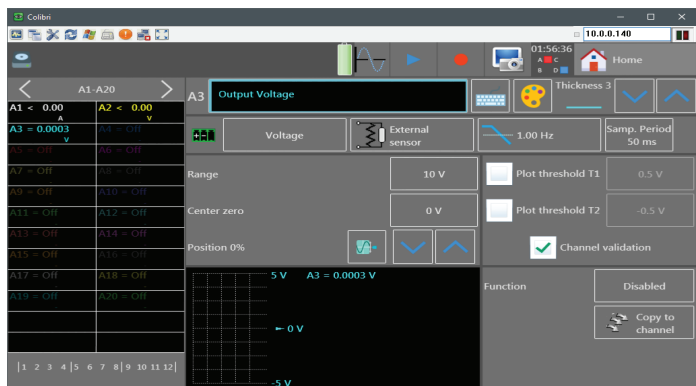 Colibri
10.0.0.140
01:56:36
A C
B D
Home
A1-A20
A1 < 0.00
A
A2 < 0.00
V
A3 = 0.0003
V
A4 = Off
A5 = Off
A6 = Off
A7 = Off
A8 = Off
A9 = Off
A10 = Off
A11 = Off
A12 = Off
A13 = Off
A14 = Off
A15 = Off
A16 = Off
A17 = Off
A18 = Off
A19 = Off
A20 = Off
1 2 3 4 5 6 7 8 9 10 11 12
A3
Output Voltage
Thickness 3
Voltage
External
sensor
1.00 Hz
Samp. Period
50 ms
Range
10 V
Center zero
0 V
Position 0%
Plot threshold T1
0.5 V
Plot threshold T2
-0.5 V
Channel validation
5 V
A3 = 0.0003 V
0 V
-5 V
Function
Disabled
Copy to
channel